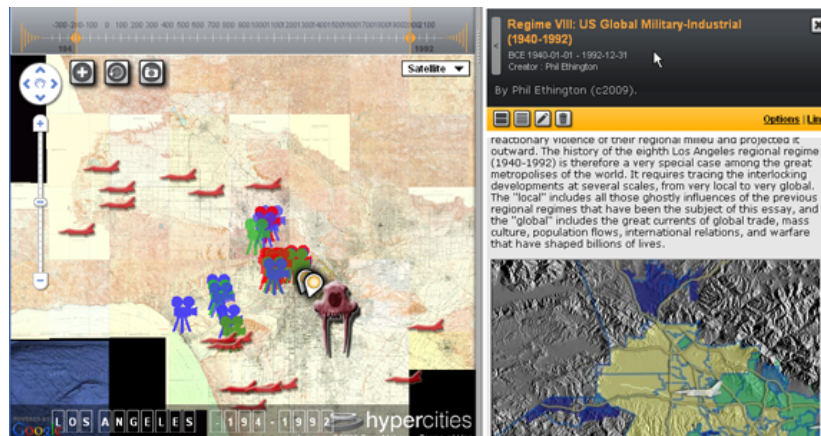 -300 -200 -100 0 100 200 300 400 500 600 700 800 900 1000 1100 1200 1300 1400 1500 1600 1700 1800 1900 2000 2100
194
1992
Satellite
POWERED BY
Google
LOS ANGELES
-194-1992
hypercities
Regime VIII: US Global Military-Industrial
(1940-1992)
BCE 1940-01-01 - 1992-12-31
Creator : Phil Ethington
By Phil Ethington (c2009).
Options | Lin
reactionary violence of their regional milieu and projected it
outward. The history of the eighth Los Angeles regional regime
(1940-1992) is therefore a very special case among the great
metropolises of the world. It requires tracing the interlocking
developments at several scales, from very local to very global.
The "local" includes all those ghostly influences of the previous
regional regimes that have been the subject of this essay, and
the "global" includes the great currents of global trade, mass
culture, population flows, international relations, and warfare
that have shaped billions of lives.